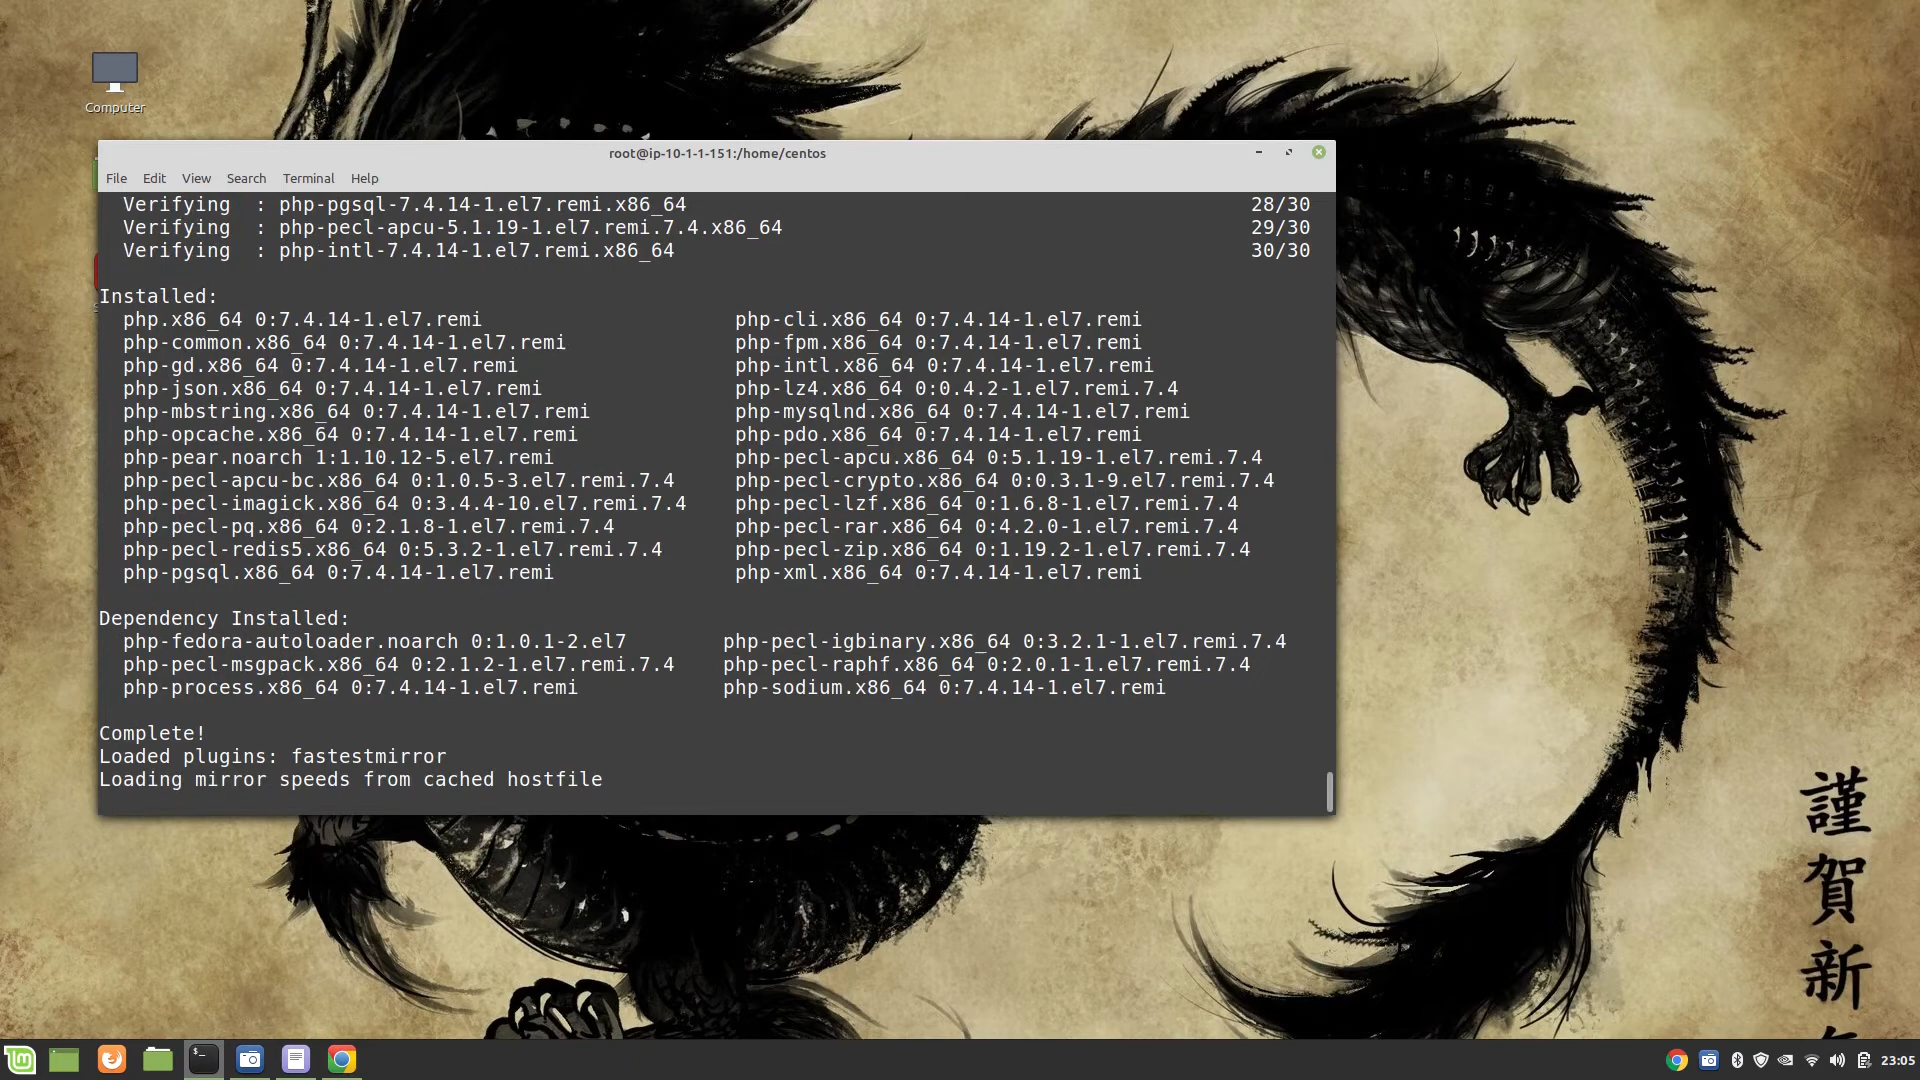 Computer
root@ip-10-1-1-151:/home/centos
File Edit View Search Terminal Help
Verifying  : php-pgsql-7.4.14-1.el7.remi.x86_64 28/30
Verifying  : php-pecl-apcu-5.1.19-1.el7.remi.7.4.x86_64 29/30
Verifying  : php-intl-7.4.14-1.el7.remi.x86_64 30/30
Installed:
php.x86_64 0:7.4.14-1.el7.remi php-cli.x86_64 0:7.4.14-1.el7.remi
php-common.x86_64 0:7.4.14-1.el7.remi php-fpm.x86_64 0:7.4.14-1.el7.remi
php-gd.x86_64 0:7.4.14-1.el7.remi php-intl.x86_64 0:7.4.14-1.el7.remi
php-json.x86_64 0:7.4.14-1.el7.remi php-lz4.x86_64 0:0.4.2-1.el7.remi.7.4
php-mbstring.x86_64 0:7.4.14-1.el7.remi php-mysqlnd.x86_64 0:7.4.14-1.el7.remi
php-opcache.x86_64 0:7.4.14-1.el7.remi php-pdo.x86_64 0:7.4.14-1.el7.remi
php-pear.noarch 1:1.10.12-5.el7.remi php-pecl-apcu.x86_64 0:5.1.19-1.el7.remi.7.4
php-pecl-apcu-bc.x86_64 0:1.0.5-3.el7.remi.7.4 php-pecl-crypto.x86_64 0:0.3.1-9.el7.remi.7.4
php-pecl-imagick.x86_64 0:3.4.4-10.el7.remi.7.4 php-pecl-lzf.x86_64 0:1.6.8-1.el7.remi.7.4
php-pecl-pq.x86_64 0:2.1.8-1.el7.remi.7.4 php-pecl-rar.x86_64 0:4.2.0-1.el7.remi.7.4
php-pecl-redis5.x86_64 0:5.3.2-1.el7.remi.7.4 php-pecl-zip.x86_64 0:1.19.2-1.el7.remi.7.4
php-pgsql.x86_64 0:7.4.14-1.el7.remi php-xml.x86_64 0:7.4.14-1.el7.remi
Dependency Installed:
php-fedora-autoloader.noarch 0:1.0.1-2.el7 php-pecl-igbinary.x86_64 0:3.2.1-1.el7.remi.7.4
php-pecl-msgpack.x86_64 0:2.1.2-1.el7.remi.7.4 php-pecl-raphf.x86_64 0:2.0.1-1.el7.remi.7.4
php-process.x86_64 0:7.4.14-1.el7.remi php-sodium.x86_64 0:7.4.14-1.el7.remi
Complete!
Loaded plugins: fastestmirror
Loading mirror speeds from cached hostfile
謹賀新
23:05